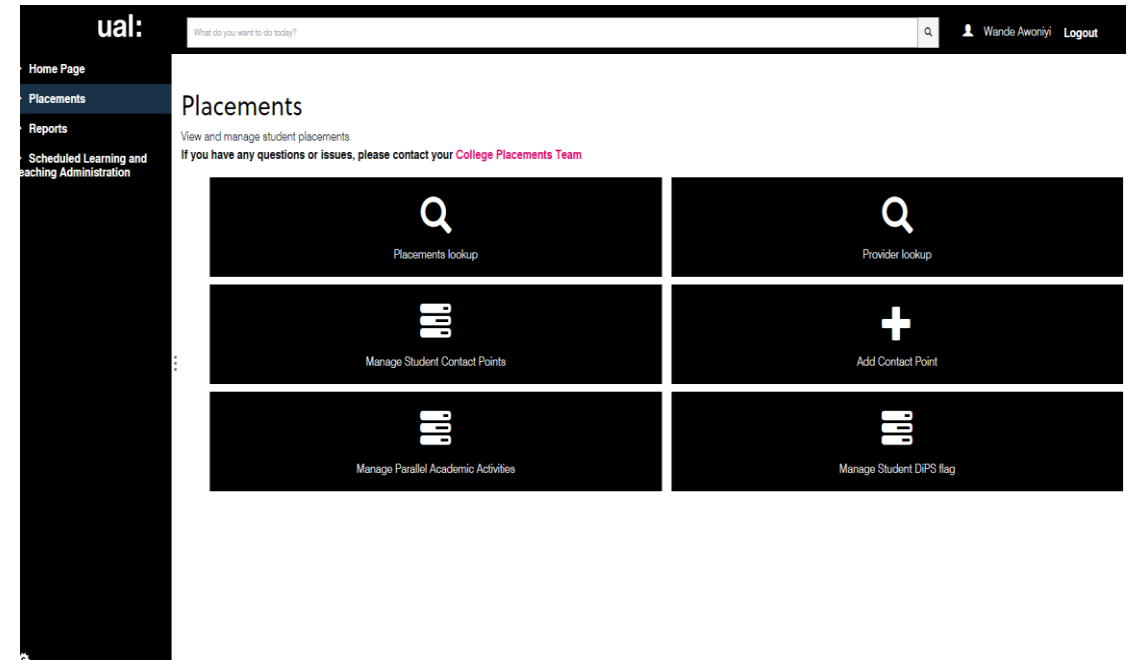 ual:
What do you want to do today?
Wande Awoniyi Logout
Home Page
Placements
Reports
Scheduled Learning and
eaching Administration
Placements
View and manage student placements.
If you have any questions or issues, please contact your College Placements Team
Placements lookup
Provider lookup
Manage Student Contact Points
Add Contact Point
Manage Parallel Academic Activities
Manage Student DiPS flag